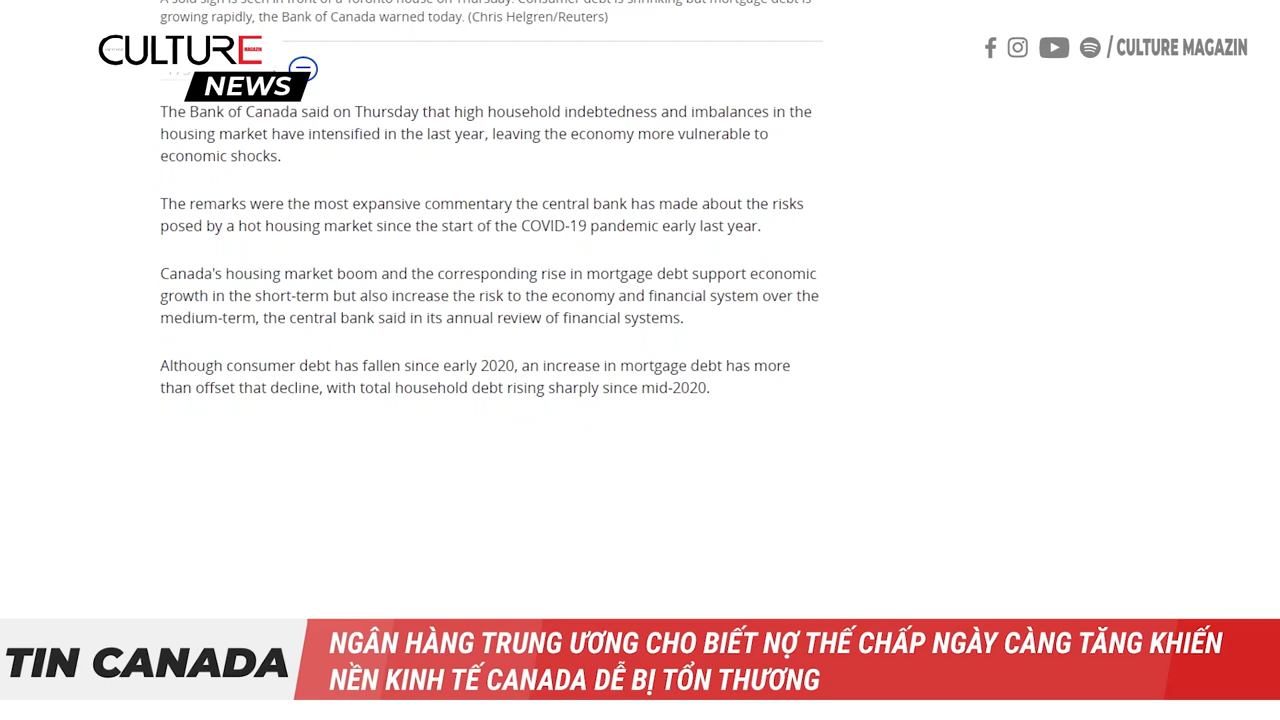 A sold sign is seen in front of a Toronto house on Thursday. Consumer debt is shrinking but mortgage debt is
growing rapidly, the Bank of Canada warned today. (Chris Helgren/Reuters)
CULTURE MAGAZIN
NEWS
/ CULTURE MAGAZIN
The Bank of Canada said on Thursday that high household indebtedness and imbalances in the
housing market have intensified in the last year, leaving the economy more vulnerable to
economic shocks.
The remarks were the most expansive commentary the central bank has made about the risks
posed by a hot housing market since the start of the COVID-19 pandemic early last year.
Canada's housing market boom and the corresponding rise in mortgage debt support economic
growth in the short-term but also increase the risk to the economy and financial system over the
medium-term, the central bank said in its annual review of financial systems.
Although consumer debt has fallen since early 2020, an increase in mortgage debt has more
than offset that decline, with total household debt rising sharply since mid-2020.
TIN CANADA
NGÂN HÀNG TRUNG ƯƠNG CHO BIẾT NỢ THẾ CHẤP NGÀY CÀNG TĂNG KHIẾN
NỀN KINH TẾ CANADA DỄ BỊ TỔN THƯƠNG